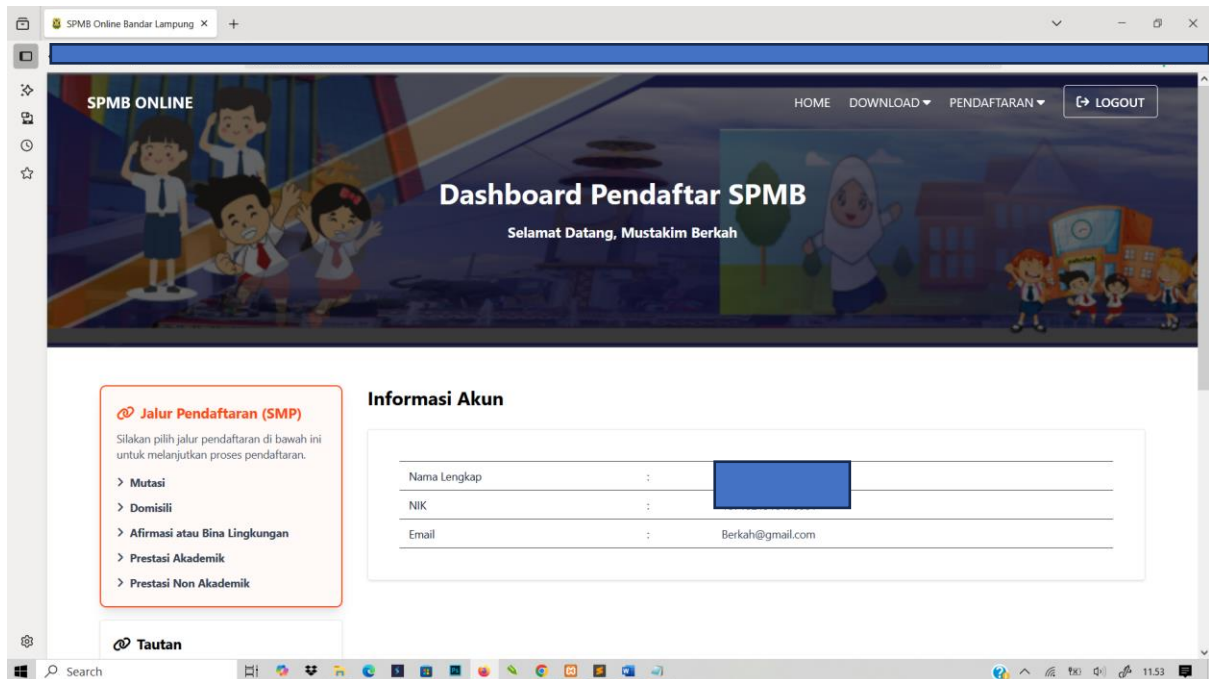 SPMB Online Bandar Lampung
SPMB ONLINE
HOME DOWNLOAD PENDAFTARAN LOGOUT
Dashboard Pendaftar SPMB
Selamat Datang, Mustakim Berkah
Jalur Pendaftaran (SMP)
Silakan pilih jalur pendaftaran di bawah ini
untuk melanjutkan proses pendaftaran.
Mutasi
Domisili
Afirmasi atau Bina Lingkungan
Prestasi Akademik
Prestasi Non Akademik
Tautan
Informasi Akun
Nama Lengkap :
NIK :
Email : Berkah@gmail.com
Search
11.53